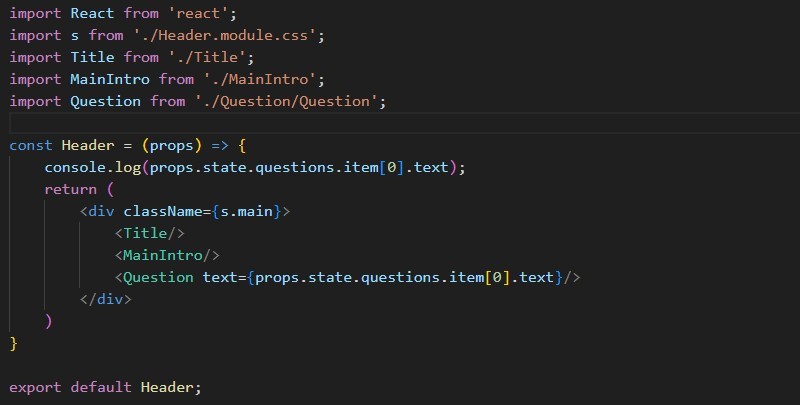 import React from 'react';
import s from './Header.module.css';
import Title from './Title';
import MainIntro from './MainIntro';
import Question from './Question/Question';
const Header = (props) => {
    console.log(props.state.questions.item[0].text);
    return (
        <div className={s.main}>
            <Title/>
            <MainIntro/>
            <Question text={props.state.questions.item[0].text}/>
        </div>
    )
}
export default Header;